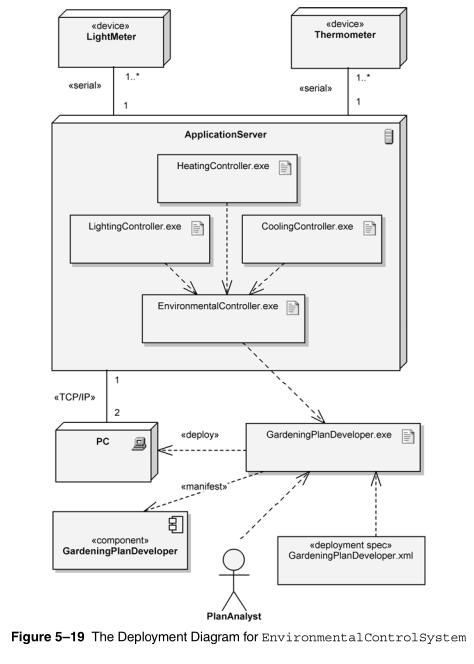 «device»
LightMeter
«device»
Thermometer
1..*
«serial»
1
1..*
«serial»
1
ApplicationServer
HeatingController.exe
LightingController.exe
CoolingController.exe
EnvironmentalController.exe
1
«TCP/IP»
2
PC
«deploy»
GardeningPlanDeveloper.exe
«manifest»
«component»
GardeningPlanDeveloper
«deployment spec»
GardeningPlanDeveloper.xml
PlanAnalyst
Figure 5–19 The Deployment Diagram for EnvironmentalControlSystem